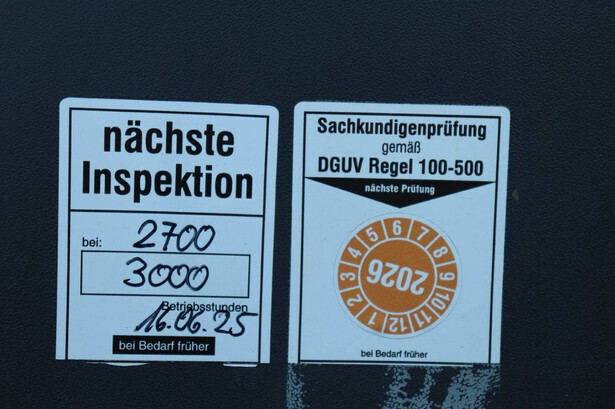 nächste
Inspektion
bei: 2700
3000
Betriebsstunden
16.06.25
bei Bedarf früher
Sachkundigenprüfung
gemäß
DGUV Regel 100-500
nächste Prüfung
1 2 3 4 5 6 7 8 9 10 11 12
2026
bei Bedarf früher